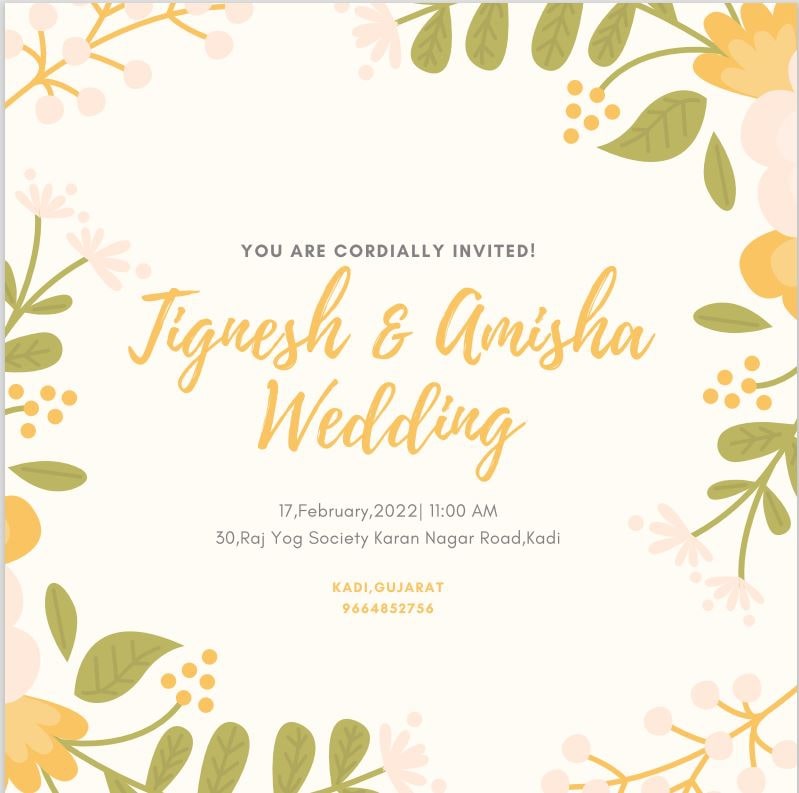 YOU ARE CORDIALLY INVITED!
Jignesh & Amisha
Wedding
17,February,2022| 11:00 AM
30,Raj Yog Society Karan Nagar Road,Kadi
KADI,GUJARAT
9664852756